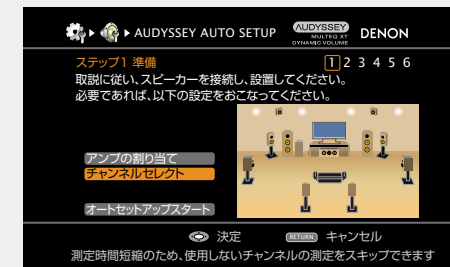 AUDYSSEY AUTO SETUP
AUDYSSEY
MULTEQ XT
DYNAMIC VOLUME
DENON
ステップ1 準備
1 2 3 4 5 6
取説に従い、スピーカーを接続し、設置してください。
必要であれば、以下の設定をおこなってください。
アンプの割り当て
チャンネルセレクト
オートセットアップスタート
決定
RETURN キャンセル
測定時間短縮のため、使用しないチャンネルの測定をスキップできます